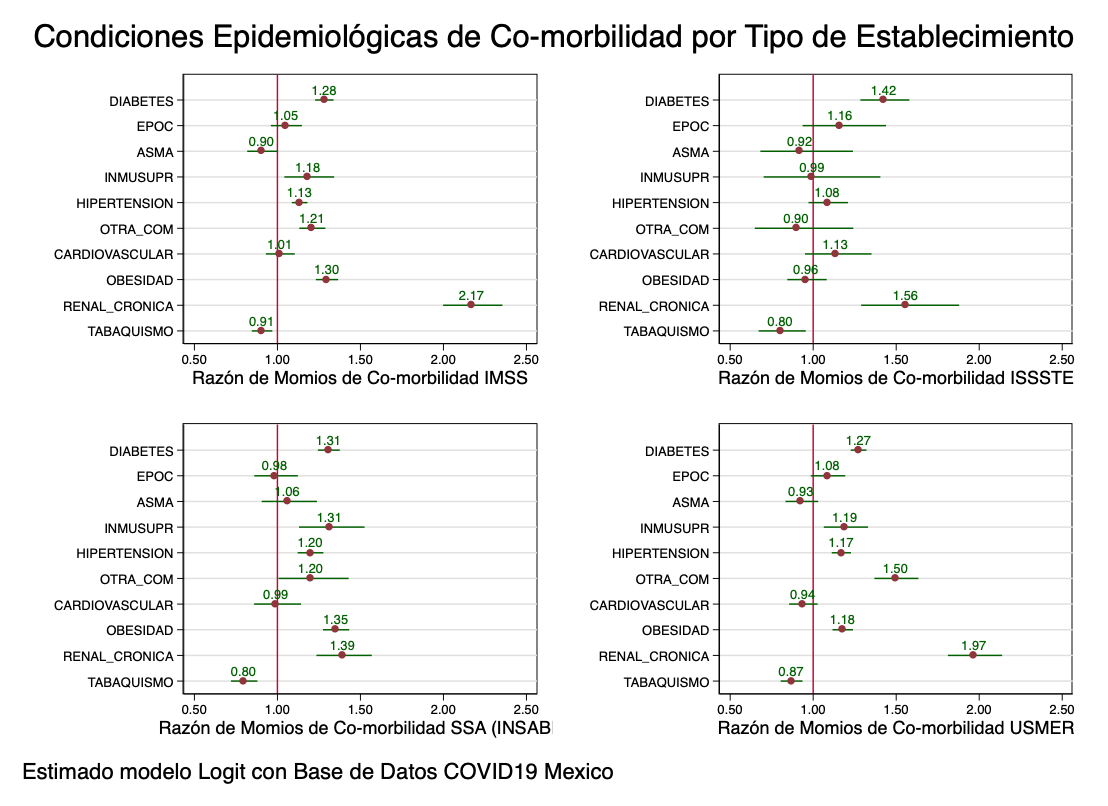 Condiciones Epidemiológicas de Co-morbilidad por Tipo de Establecimiento
DIABETES 1.28
EPOC 1.05
ASMA 0.90
INMUSUPR 1.18
HIPERTENSION 1.13
OTRA_COM 1.21
CARDIOVASCULAR 1.01
OBESIDAD 1.30
RENAL_CRONICA 2.17
TABAQUISMO 0.91
0.50 1.00 1.50 2.00 2.50
Razón de Momios de Co-morbilidad IMSS
DIABETES 1.42
EPOC 1.16
ASMA 0.92
INMUSUPR 0.99
HIPERTENSION 1.08
OTRA_COM 0.90
CARDIOVASCULAR 1.13
OBESIDAD 0.96
RENAL_CRONICA 1.56
TABAQUISMO 0.80
0.50 1.00 1.50 2.00 2.50
Razón de Momios de Co-morbilidad ISSSTE
DIABETES 1.31
EPOC 0.98
ASMA 1.06
INMUSUPR 1.31
HIPERTENSION 1.20
OTRA_COM 1.20
CARDIOVASCULAR 0.99
OBESIDAD 1.35
RENAL_CRONICA 1.39
TABAQUISMO 0.80
0.50 1.00 1.50 2.00 2.50
Razón de Momios de Co-morbilidad SSA (INSAB
DIABETES 1.27
EPOC 1.08
ASMA 0.93
INMUSUPR 1.19
HIPERTENSION 1.17
OTRA_COM 1.50
CARDIOVASCULAR 0.94
OBESIDAD 1.18
RENAL_CRONICA 1.97
TABAQUISMO 0.87
0.50 1.00 1.50 2.00 2.50
Razón de Momios de Co-morbilidad USMER
Estimado modelo Logit con Base de Datos COVID19 Mexico